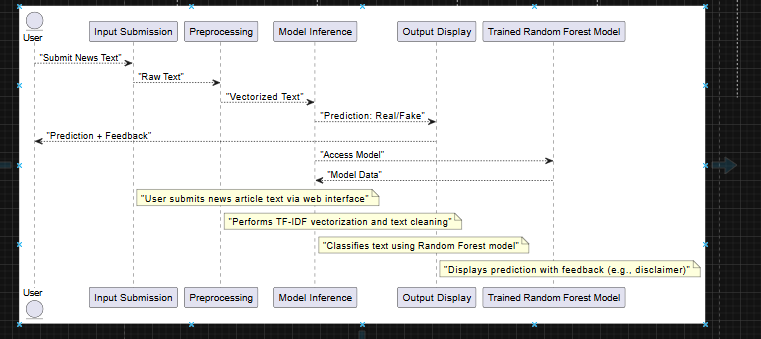 User
Input Submission
Preprocessing
Model Inference
Output Display
Trained Random Forest Model
"Submit News Text"
"Raw Text"
"Vectorized Text"
"Prediction: Real/Fake"
"Prediction + Feedback"
"Access Model"
"Model Data"
"User submits news article text via web interface"
"Performs TF-IDF vectorization and text cleaning"
"Classifies text using Random Forest model"
"Displays prediction with feedback (e.g., disclaimer)"
User
Input Submission
Preprocessing
Model Inference
Output Display
Trained Random Forest Model